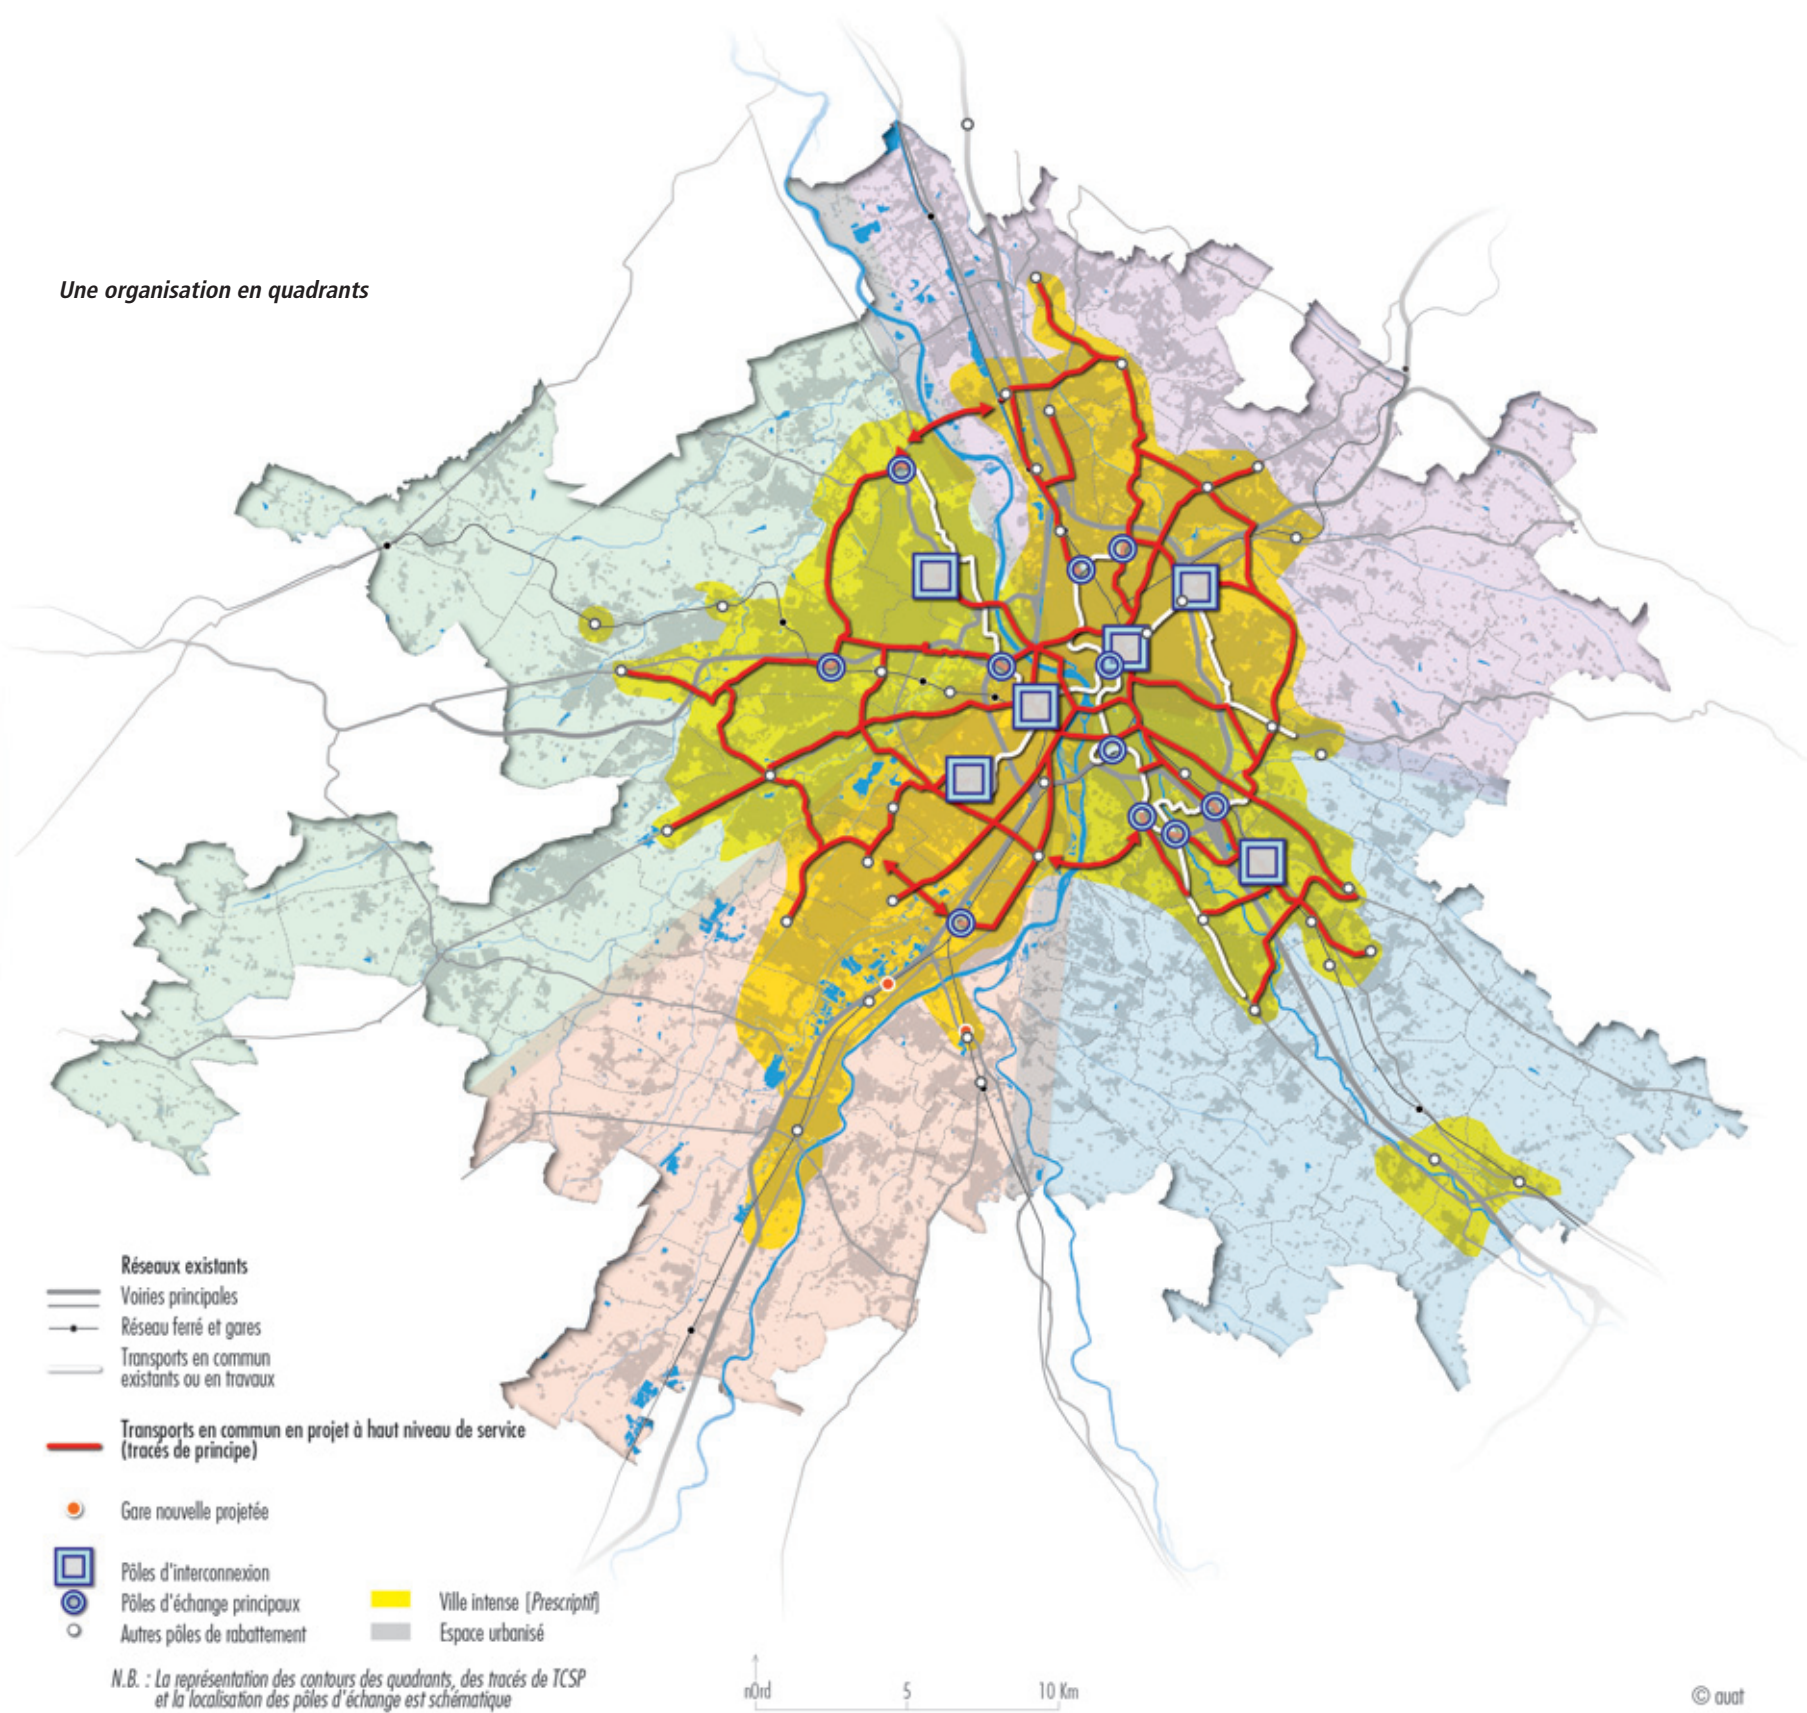 Une organisation en quadrants
Réseaux existants
Voiries principales
Réseau ferré et gares
Transports en commun
existants ou en travaux
Transports en commun en projet à haut niveau de service
(tracés de principe)
Gare nouvelle projetée
Pôles d'interconnexion
Pôles d'échange principaux
Autres pôles de rabattement
Ville intense [Prescriptif]
Espace urbanisé
N.B. : La représentation des contours des quadrants, des tracés de TCSP
et la localisation des pôles d'échange est schématique
nOrd 5 10 Km
© auat